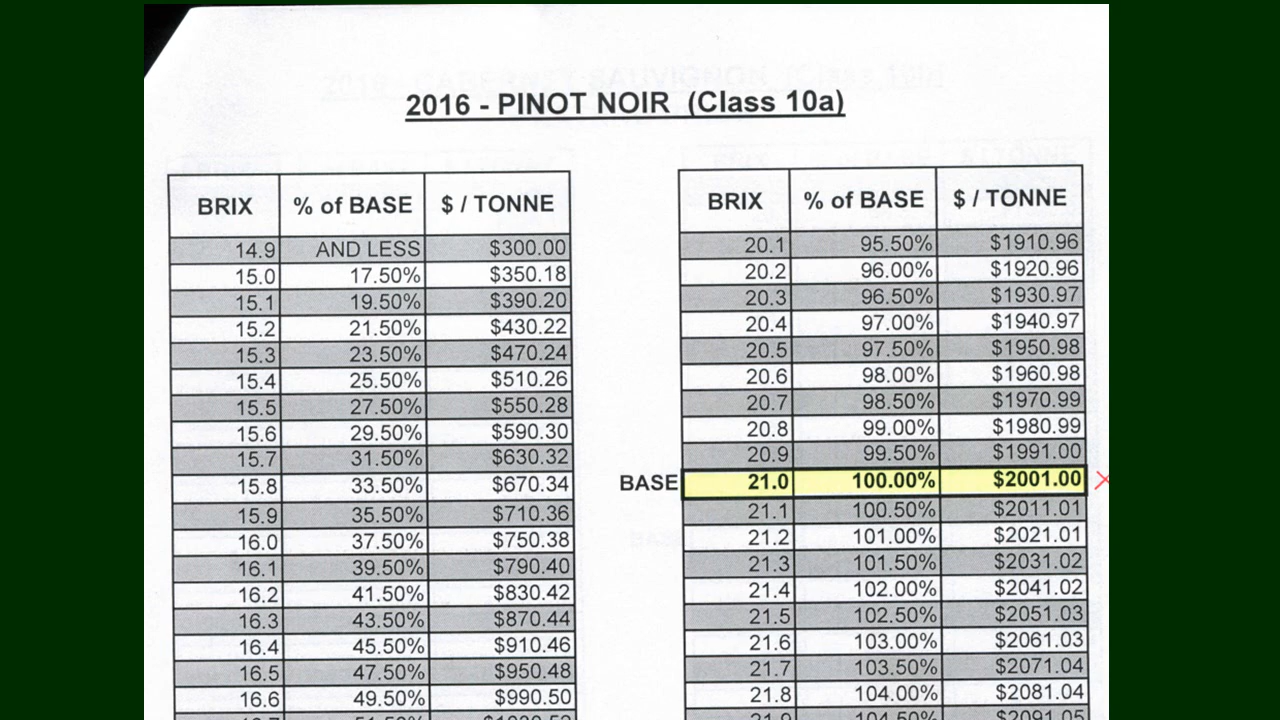 2016 - PINOT NOIR (Class 10a)
BRIX % of BASE $ / TONNE
14.9 AND LESS $300.00
15.0 17.50% $350.18
15.1 19.50% $390.20
15.2 21.50% $430.22
15.3 23.50% $470.24
15.4 25.50% $510.26
15.5 27.50% $550.28
15.6 29.50% $590.30
15.7 31.50% $630.32
15.8 33.50% $670.34
15.9 35.50% $710.36
16.0 37.50% $750.38
16.1 39.50% $790.40
16.2 41.50% $830.42
16.3 43.50% $870.44
16.4 45.50% $910.46
16.5 47.50% $950.48
16.6 49.50% $990.50
BRIX % of BASE $ / TONNE
20.1 95.50% $1910.96
20.2 96.00% $1920.96
20.3 96.50% $1930.97
20.4 97.00% $1940.97
20.5 97.50% $1950.98
20.6 98.00% $1960.98
20.7 98.50% $1970.99
20.8 99.00% $1980.99
20.9 99.50% $1991.00
BASE 21.0 100.00% $2001.00
21.1 100.50% $2011.01
21.2 101.00% $2021.01
21.3 101.50% $2031.02
21.4 102.00% $2041.02
21.5 102.50% $2051.03
21.6 103.00% $2061.03
21.7 103.50% $2071.04
21.8 104.00% $2081.04
21.9 104.50% $2091.05